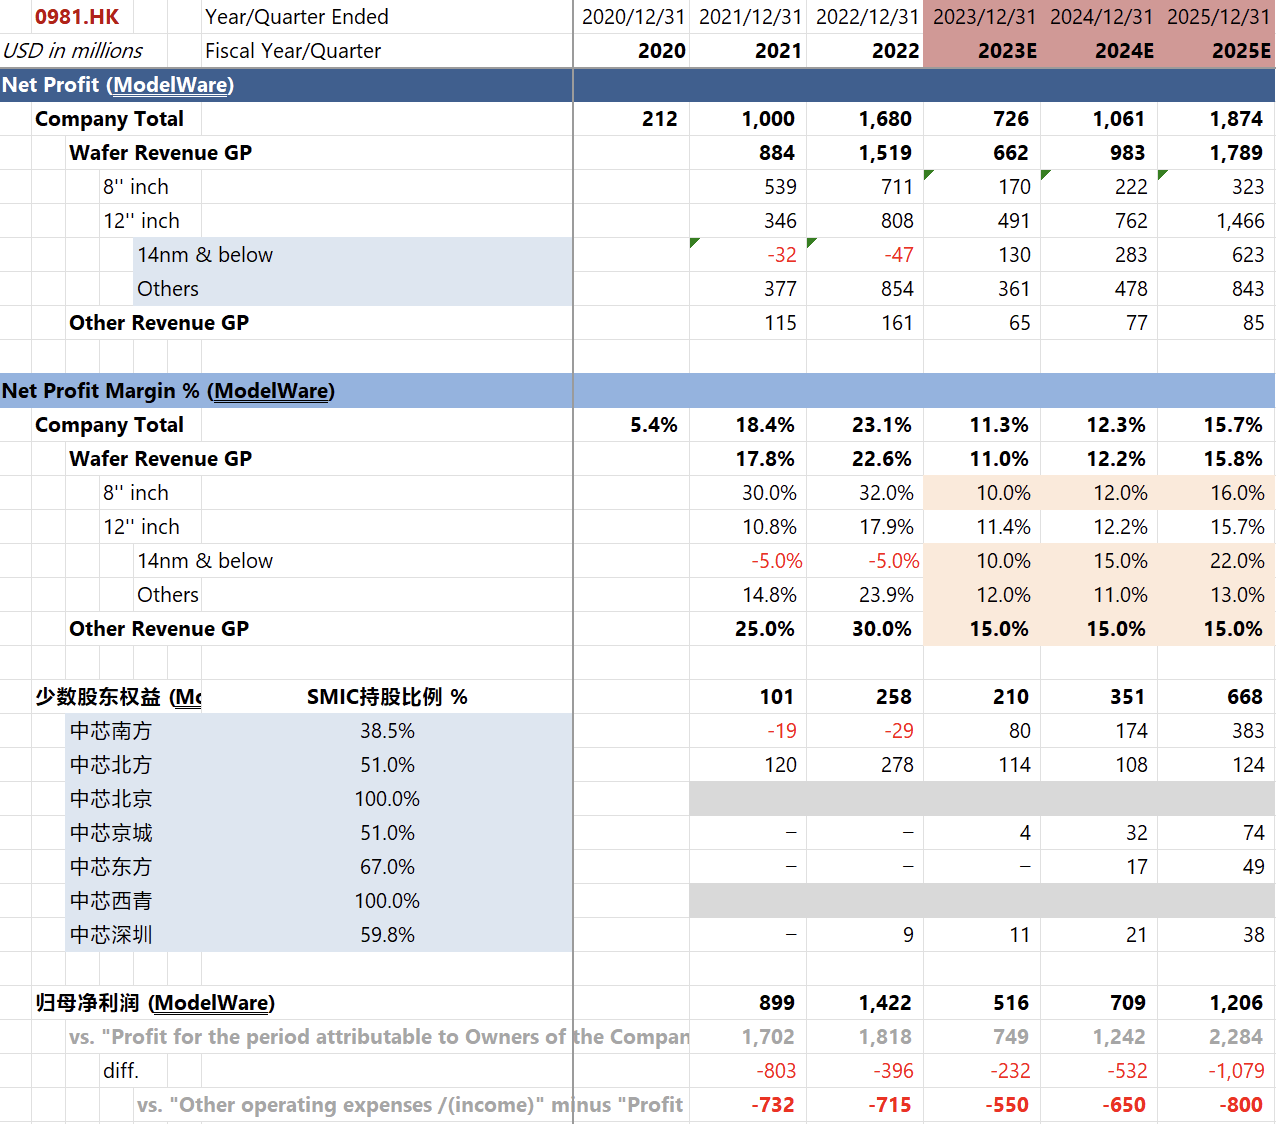 0981.HK Year/Quarter Ended 2020/12/31 2021/12/31 2022/12/31 2023/12/31 2024/12/31 2025/12/31
USD in millions Fiscal Year/Quarter 2020 2021 2022 2023E 2024E 2025E
Net Profit (ModelWare)
Company Total 212 1,000 1,680 726 1,061 1,874
Wafer Revenue GP 884 1,519 662 983 1,789
8'' inch 539 711 170 222 323
12'' inch 346 808 491 762 1,466
14nm & below -32 -47 130 283 623
Others 377 854 361 478 843
Other Revenue GP 115 161 65 77 85
Net Profit Margin % (ModelWare)
Company Total 5.4% 18.4% 23.1% 11.3% 12.3% 15.7%
Wafer Revenue GP 17.8% 22.6% 11.0% 12.2% 15.8%
8'' inch 30.0% 32.0% 10.0% 12.0% 16.0%
12'' inch 10.8% 17.9% 11.4% 12.2% 15.7%
14nm & below -5.0% -5.0% 10.0% 15.0% 22.0%
Others 14.8% 23.9% 12.0% 11.0% 13.0%
Other Revenue GP 25.0% 30.0% 15.0% 15.0% 15.0%
少数股东权益 (Mo SMIC持股比例 % 101 258 210 351 668
中芯南方 38.5% -19 -29 80 174 383
中芯北方 51.0% 120 278 114 108 124
中芯北京 100.0%
中芯京城 51.0% – – 4 32 74
中芯东方 67.0% – – – 17 49
中芯西青 100.0%
中芯深圳 59.8% – 9 11 21 38
归母净利润 (ModelWare) 899 1,422 516 709 1,206
vs. "Profit for the period attributable to Owners of the Compan 1,702 1,818 749 1,242 2,284
diff. -803 -396 -232 -532 -1,079
vs. "Other operating expenses /(income)" minus "Profit -732 -715 -550 -650 -800